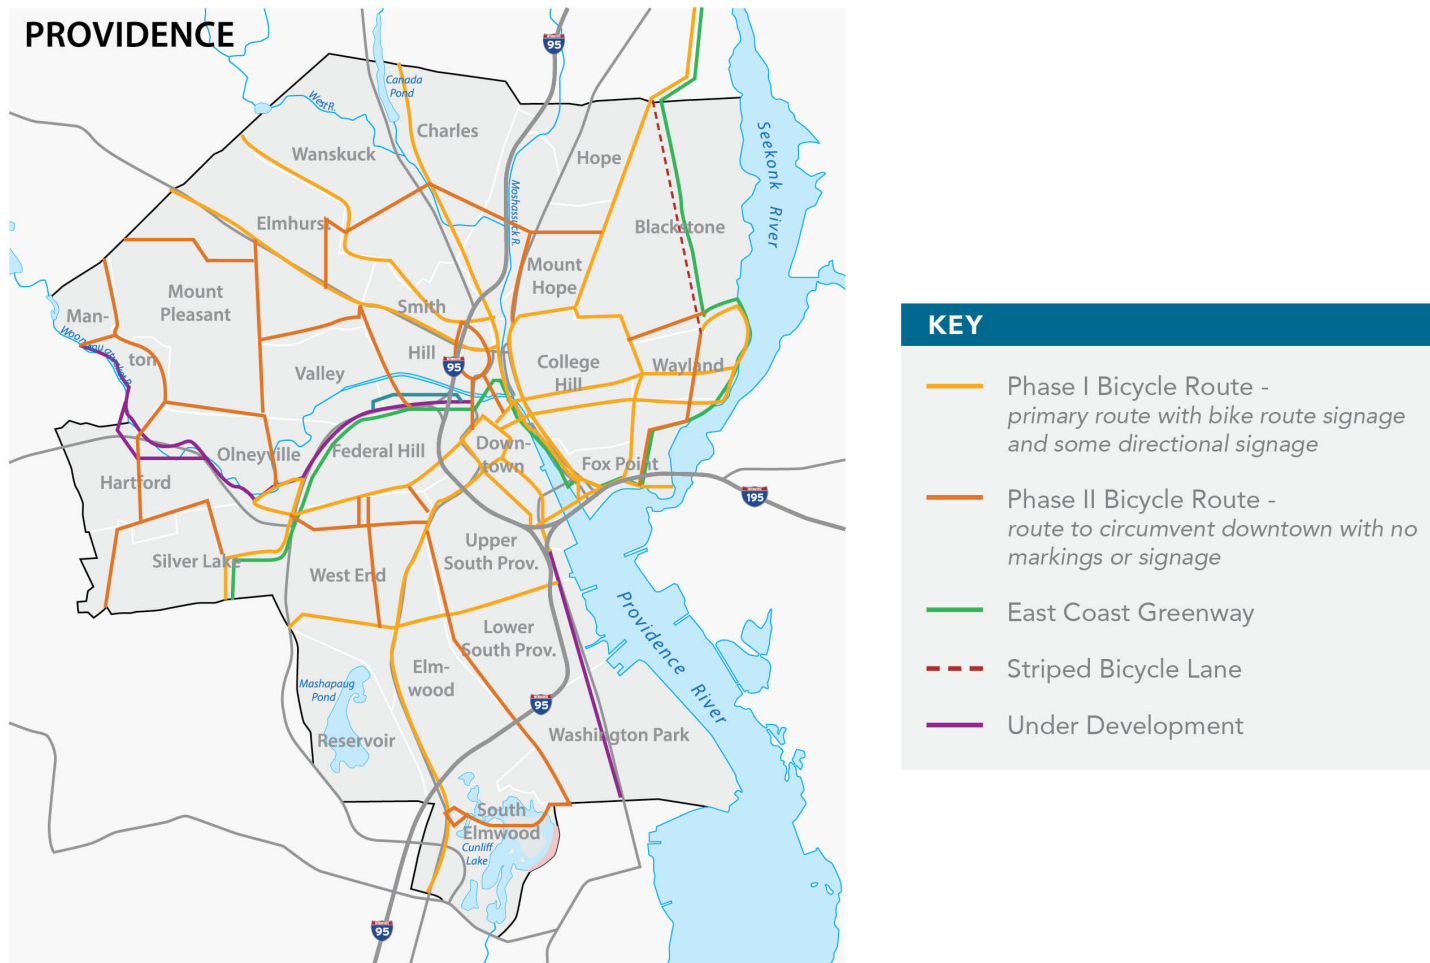 PROVIDENCE
95
Canada
Pond
West R.
Charles
Wanskuck
Hope
Moshassuck R.
Seekonk River
Elmhurst
Blackstone
Mount
Hope
Mount
Pleasant
Smith
Hill
Man-
ton
95
College
Hill
Wayland
Valley
Down-
town
Federal Hill
Olneyville
Fox Point
Hartford
195
Silver Lake
West End
Upper
South Prov.
Providence River
Lower
South Prov.
Elm-
wood
Mashapaug
Pond
95
Reservoir
Washington Park
South
Elmwood
Cunliff
Lake
95
KEY
Phase I Bicycle Route -
primary route with bike route signage
and some directional signage
Phase II Bicycle Route -
route to circumvent downtown with no
markings or signage
East Coast Greenway
Striped Bicycle Lane
Under Development